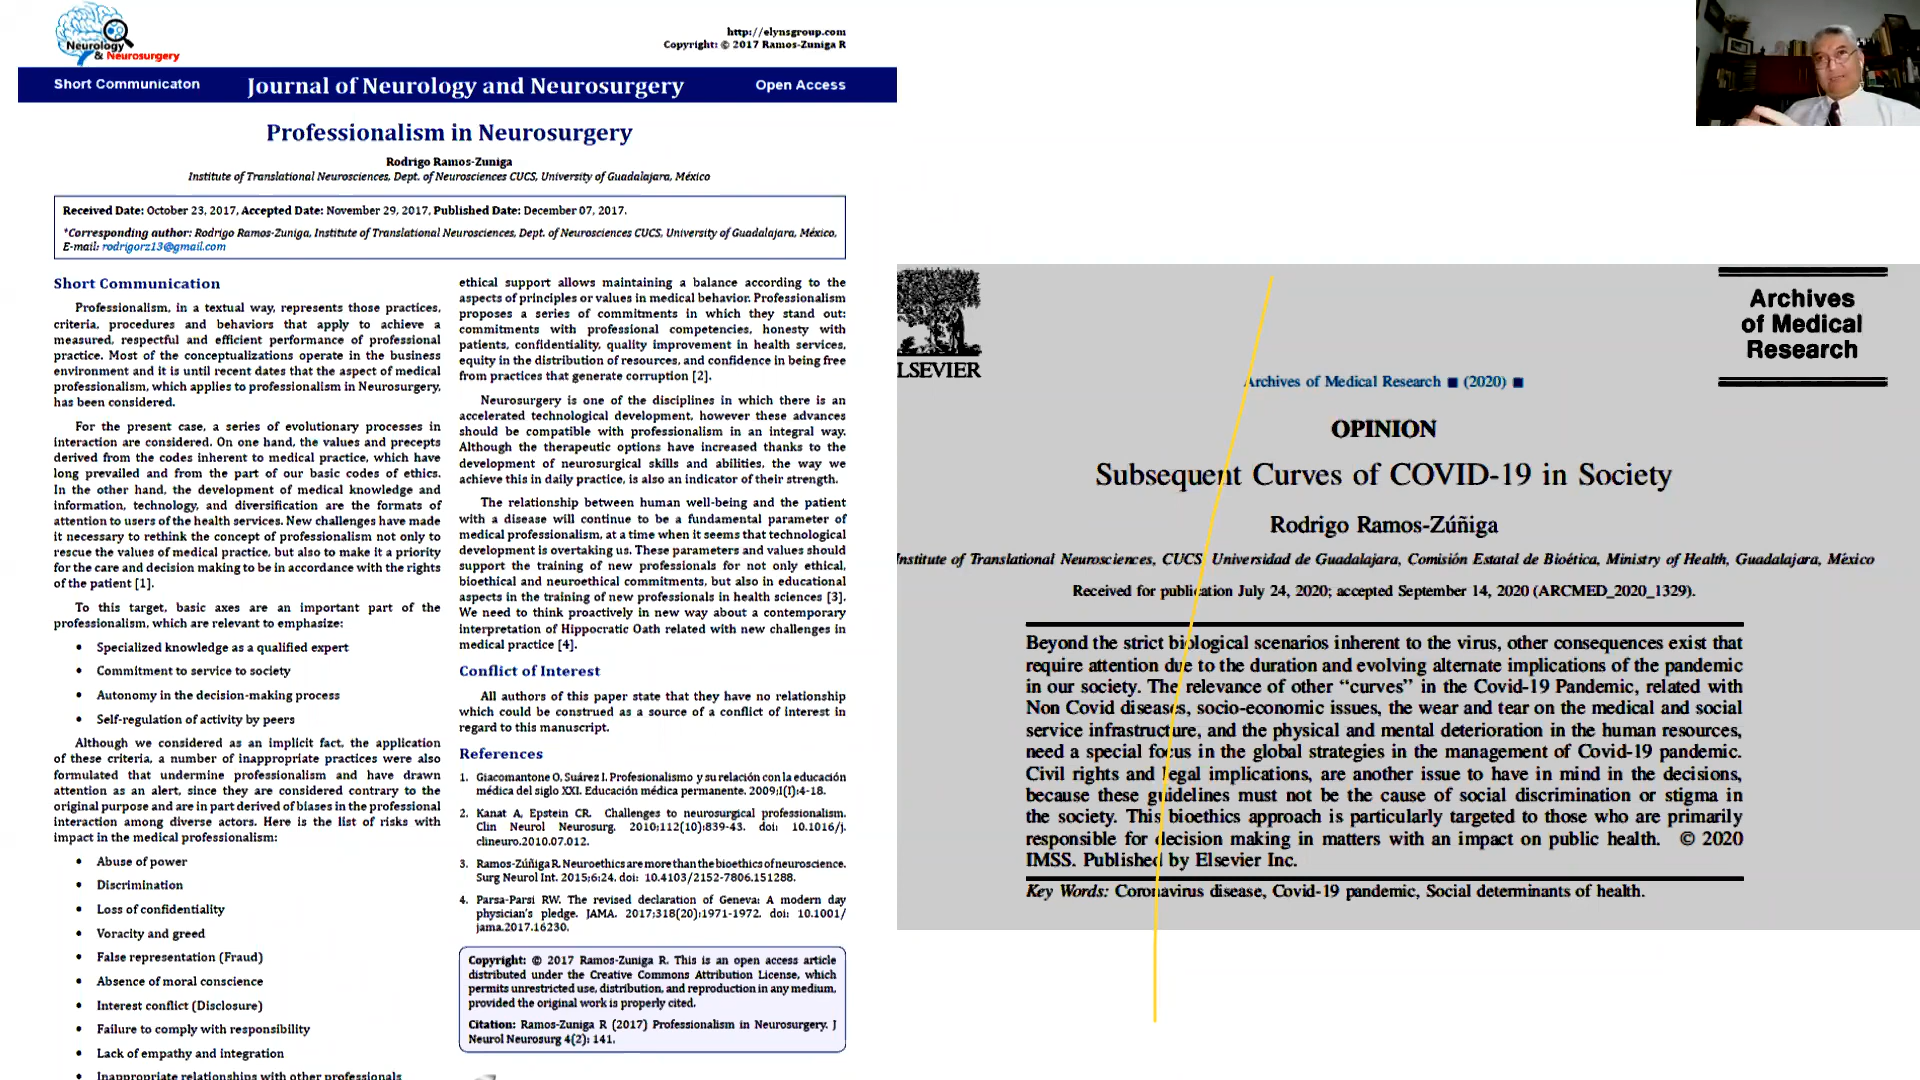 Neurology
& Neurosurgery
http://elynsgroup.com
Copyright: © 2017 Ramos-Zuniga R
Short Communicaton
Journal of Neurology and Neurosurgery
Open Access
Professionalism in Neurosurgery
Rodrigo Ramos-Zuniga
Institute of Translational Neurosciences, Dept. of Neurosciences CUCS, University of Guadalajara, México
Received Date: October 23, 2017, Accepted Date: November 29, 2017, Published Date: December 07, 2017.
*Corresponding author: Rodrigo Ramos-Zuniga, Institute of Translational Neurosciences, Dept. of Neurosciences CUCS, University of Guadalajara, México,
E-mail: rodrigorz13@gmail.com
Short Communication
Professionalism, in a textual way, represents those practices,
criteria, procedures and behaviors that apply to achieve a
measured, respectful and efficient performance of professional
practice. Most of the conceptualizations operate in the business
environment and it is until recent dates that the aspect of medical
professionalism, which applies to professionalism in Neurosurgery,
has been considered.
For the present case, a series of evolutionary processes in
interaction are considered. On one hand, the values and precepts
derived from the codes inherent to medical practice, which have
long prevailed and from the part of our basic codes of ethics.
In the other hand, the development of medical knowledge and
information, technology, and diversification are the formats of
attention to users of the health services. New challenges have made
it necessary to rethink the concept of professionalism not only to
rescue the values of medical practice, but also to make it a priority
for the care and decision making to be in accordance with the rights
of the patient [1].
To this target, basic axes are an important part of the
professionalism, which are relevant to emphasize:
• Specialized knowledge as a qualified expert
• Commitment to service to society
• Autonomy in the decision-making process
• Self-regulation of activity by peers
Although we considered as an implicit fact, the application
of these criteria, a number of inappropriate practices were also
formulated that undermine professionalism and have drawn
attention as an alert, since they are considered contrary to the
original purpose and are in part derived of biases in the professional
interaction among diverse actors. Here is the list of risks with
impact in the medical professionalism:
• Abuse of power
• Discrimination
• Loss of confidentiality
• Voracity and greed
• False representation (Fraud)
• Absence of moral conscience
• Interest conflict (Disclosure)
• Failure to comply with responsibility
• Lack of empathy and integration
• Inappropriate relationships with other professionals
ethical support allows maintaining a balance according to the
aspects of principles or values in medical behavior. Professionalism
proposes a series of commitments in which they stand out:
commitments with professional competencies, honesty with
patients, confidentiality, quality improvement in health services,
equity in the distribution of resources, and confidence in being free
from practices that generate corruption [2].
Neurosurgery is one of the disciplines in which there is an
accelerated technological development, however these advances
should be compatible with professionalism in an integral way.
Although the therapeutic options have increased thanks to the
development of neurosurgical skills and abilities, the way we
achieve this in daily practice, is also an indicator of their strength.
The relationship between human well-being and the patient
with a disease will continue to be a fundamental parameter of
medical professionalism, at a time when it seems that technological
development is overtaking us. These parameters and values should
support the training of new professionals for not only ethical,
bioethical and neuroethical commitments, but also in educational
aspects in the training of new professionals in health sciences [3].
We need to think proactively in new way about a contemporary
interpretation of Hippocratic Oath related with new challenges in
medical practice [4].
Conflict of Interest
All authors of this paper state that they have no relationship
which could be construed as a source of a conflict of interest in
regard to this manuscript.
References
1. Giacomantone O, Suárez I. Profesionalismo y su relación con la educación
médica del siglo XXI. Educación médica permanente. 2009;1(1):4-18.
2. Kanat A, Epstein CR. Challenges to neurosurgical professionalism.
Clin Neurol Neurosurg. 2010;112(10):839-43. doi: 10.1016/j.
clineuro.2010.07.012.
3. Ramos-Zúñiga R. Neuroethics are more than the bioethics of neuroscience.
Surg Neurol Int. 2015;6:24. doi: 10.4103/2152-7806.151288.
4. Parsa-Parsi RW. The revised declaration of Geneva: A modern day
physician's pledge. JAMA. 2017;318(20):1971-1972. doi: 10.1001/
jama.2017.16230.
Copyright: © 2017 Ramos-Zuniga R. This is an open access article
distributed under the Creative Commons Attribution License, which
permits unrestricted use, distribution, and reproduction in any medium,
provided the original work is properly cited.
Citation: Ramos-Zuniga R (2017) Professionalism in Neurosurgery. J
Neurol Neurosurg 4(2): 141.
LSEVIER
Archives
of Medical
Research
Archives of Medical Research ■ (2020) ■
OPINION
Subsequent Curves of COVID-19 in Society
Rodrigo Ramos-Zúñiga
Institute of Translational Neurosciences, CUCS, Universidad de Guadalajara, Comisión Estatal de Bioética, Ministry of Health, Guadalajara, México
Received for publication July 24, 2020; accepted September 14, 2020 (ARCMED_2020_1329).
Beyond the strict biological scenarios inherent to the virus, other consequences exist that
require attention due to the duration and evolving alternate implications of the pandemic
in our society. The relevance of other “curves” in the Covid-19 Pandemic, related with
Non Covid diseases, socio-economic issues, the wear and tear on the medical and social
service infrastructure, and the physical and mental deterioration in the human resources,
need a special focus in the global strategies in the management of Covid-19 pandemic.
Civil rights and legal implications, are another issue to have in mind in the decisions,
because these guidelines must not be the cause of social discrimination or stigma in
the society. This bioethics approach is particularly targeted to those who are primarily
responsible for decision making in matters with an impact on public health. © 2020
IMSS. Published by Elsevier Inc.
Key Words: Coronavirus disease, Covid-19 pandemic, Social determinants of health.